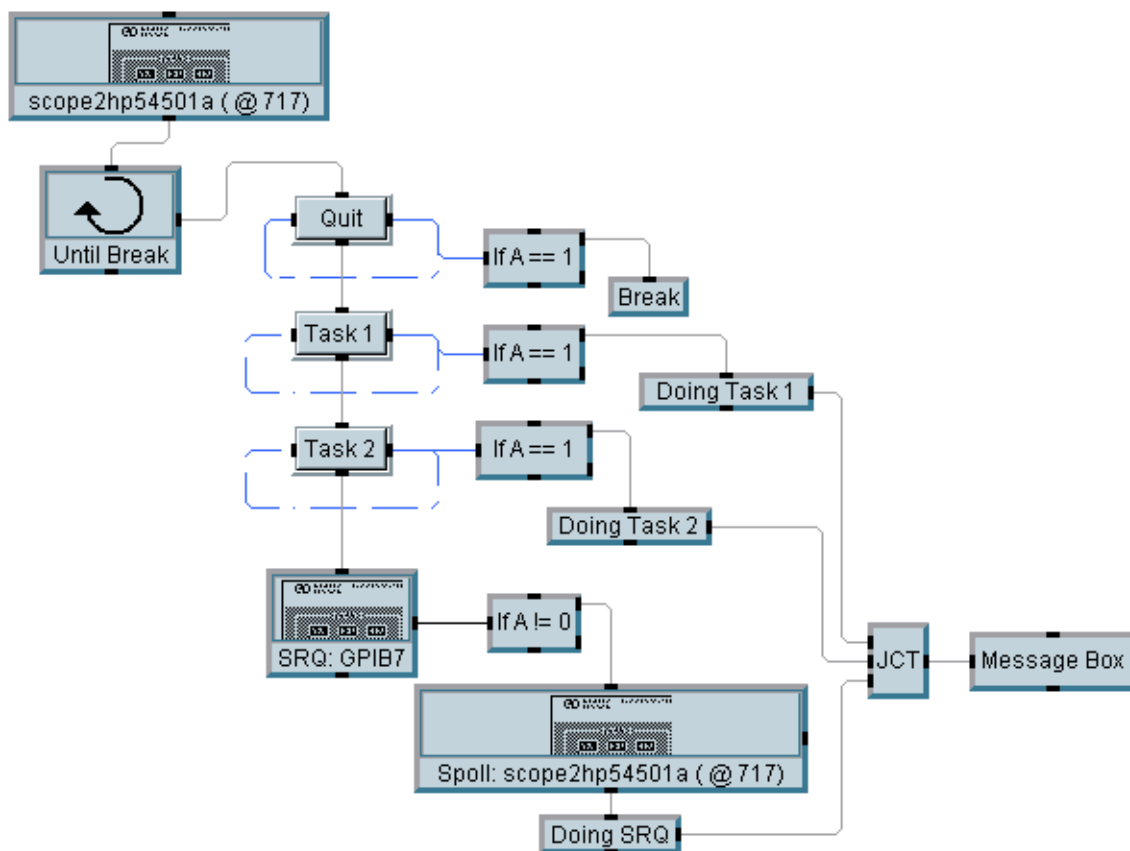 scope2hp54501a ( @ 717)
Until Break
Quit
If A == 1
Break
Task 1
If A == 1
Doing Task 1
Task 2
If A == 1
Doing Task 2
SRQ: GPIB7
If A != 0
JCT
Message Box
Spoll: scope2hp54501a ( @ 717)
Doing SRQ